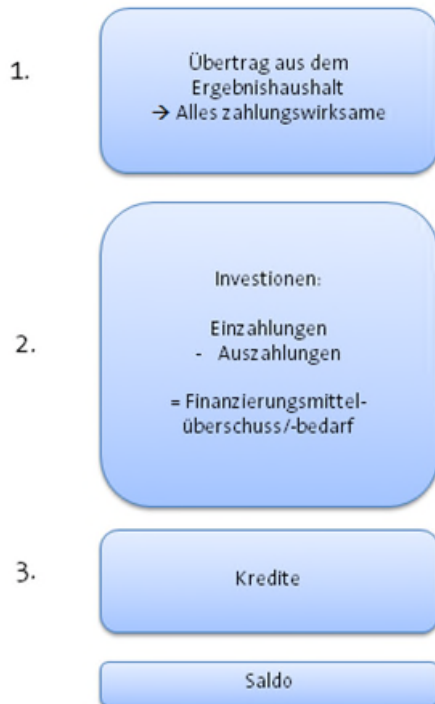 1.
Übertrag aus dem
Ergebnishaushalt
→ Alles zahlungswirksame
2.
Investionen:
Einzahlungen
- Auszahlungen
= Finanzierungsmittel-
überschuss/-bedarf
3.
Kredite
Saldo